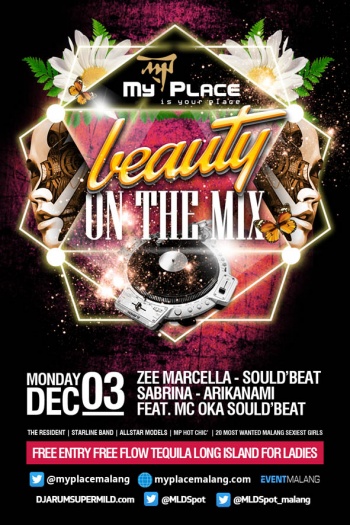 MY PLACE
is your place
beauty
ON THE MIX
MONDAY
DEC 03
ZEE MARCELLA - SOULD'BEAT
SABRINA - ARIKANAMI
FEAT. MC OKA SOULD'BEAT
THE RESIDENT | STARLINE BAND | ALLSTAR MODELS | MP HOT CHIC' | 20 MOST WANTED MALANG SEXIEST GIRLS
FREE ENTRY FREE FLOW TEQUILA LONG ISLAND FOR LADIES
@myplacemalang myplacemalang.com EVENTMALANG
DJARUMSUPERMILD.COM @MLDSpot @MLDSpot_malang